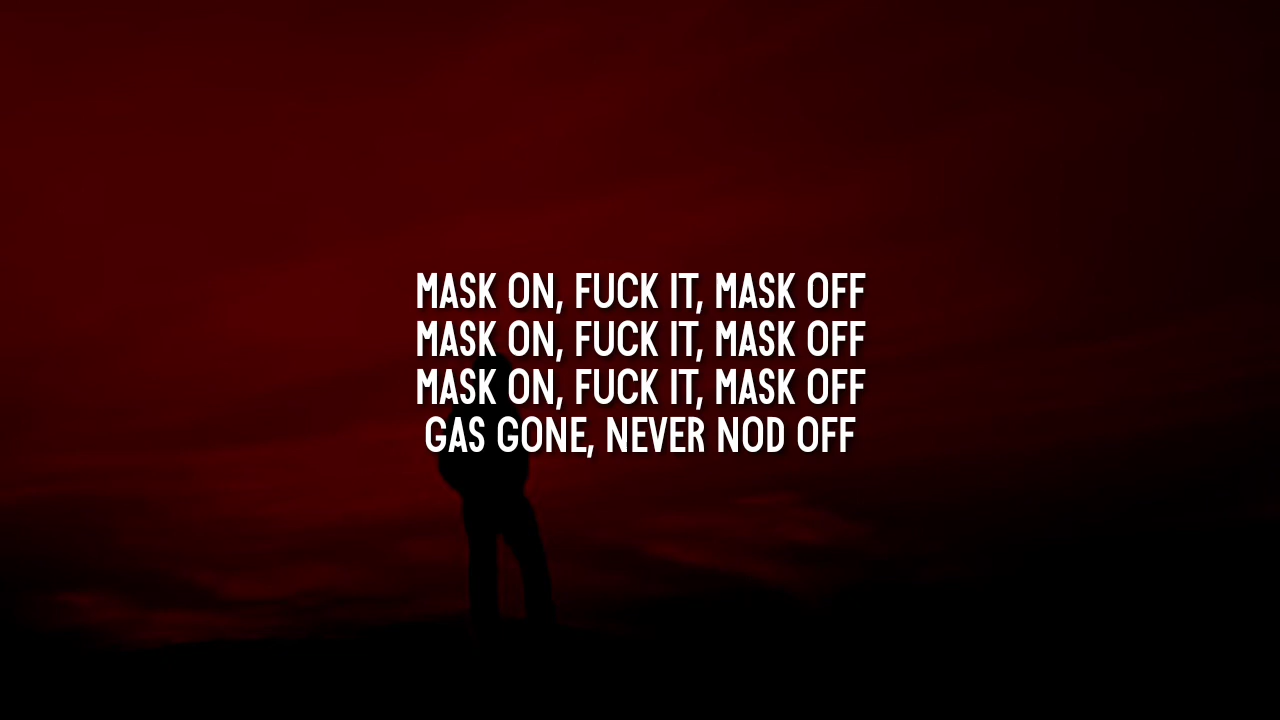 MASK ON, FUCK IT, MASK OFF
MASK ON, FUCK IT, MASK OFF
MASK ON, FUCK IT, MASK OFF
GAS GONE, NEVER NOD OFF